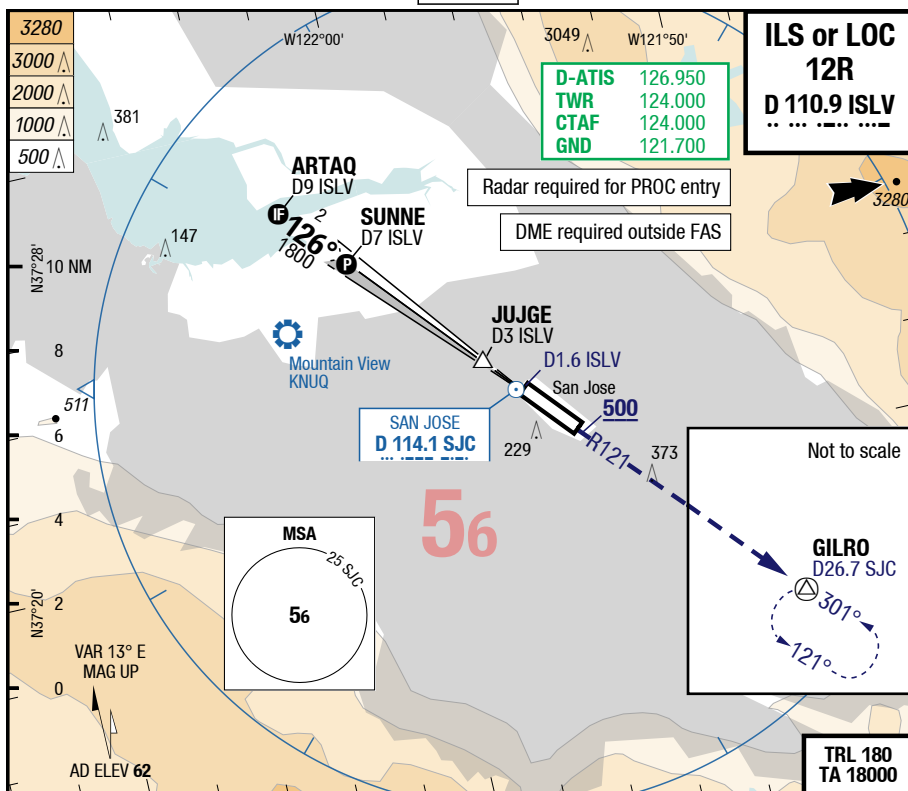 3280
3000
2000
1000
500
W122°00'
3049
W121°50'
ILS or LOC
12R
D 110.9 ISLV
D-ATIS 126.950
TWR 124.000
CTAF 124.000
GND 121.700
381
ARTAQ
D9 ISLV
Radar required for PROC entry
3280
IF
2
126°
1800
SUNNE
D7 ISLV
P
2
DME required outside FAS
147
N37°28'
10 NM
JUJGE
D3 ISLV
8
Mountain View
KNUQ
D1.6 ISLV
San Jose
511
500
SAN JOSE
D 114.1 SJC
6
229
R121
373
Not to scale
56
4
MSA
25 SJC
56
GILRO
D26.7 SJC
301°
121°
N37°20'
2
VAR 13° E
MAG UP
0
AD ELEV 62
TRL 180
TA 18000